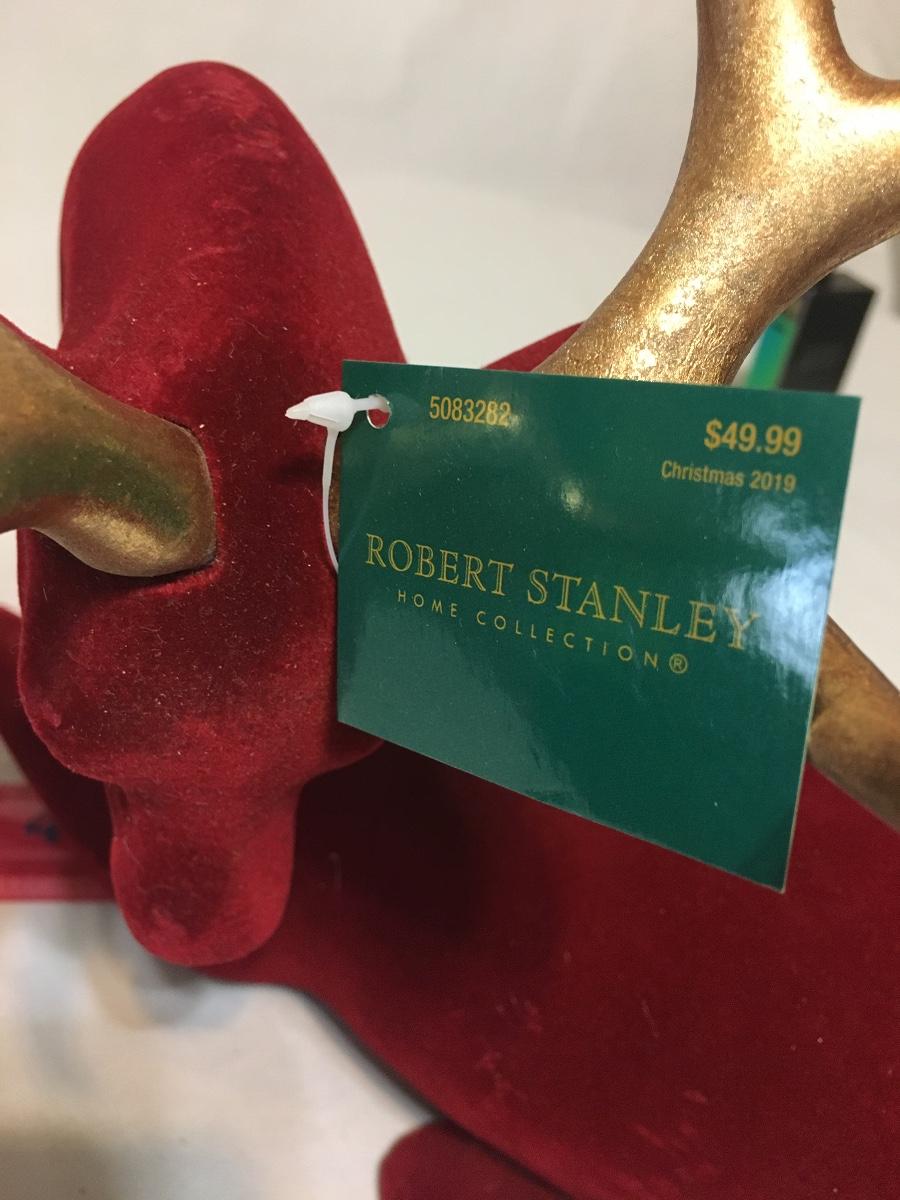 5083282
$49.99
Christmas 2019
ROBERT STANLEY
HOME COLLECTION®